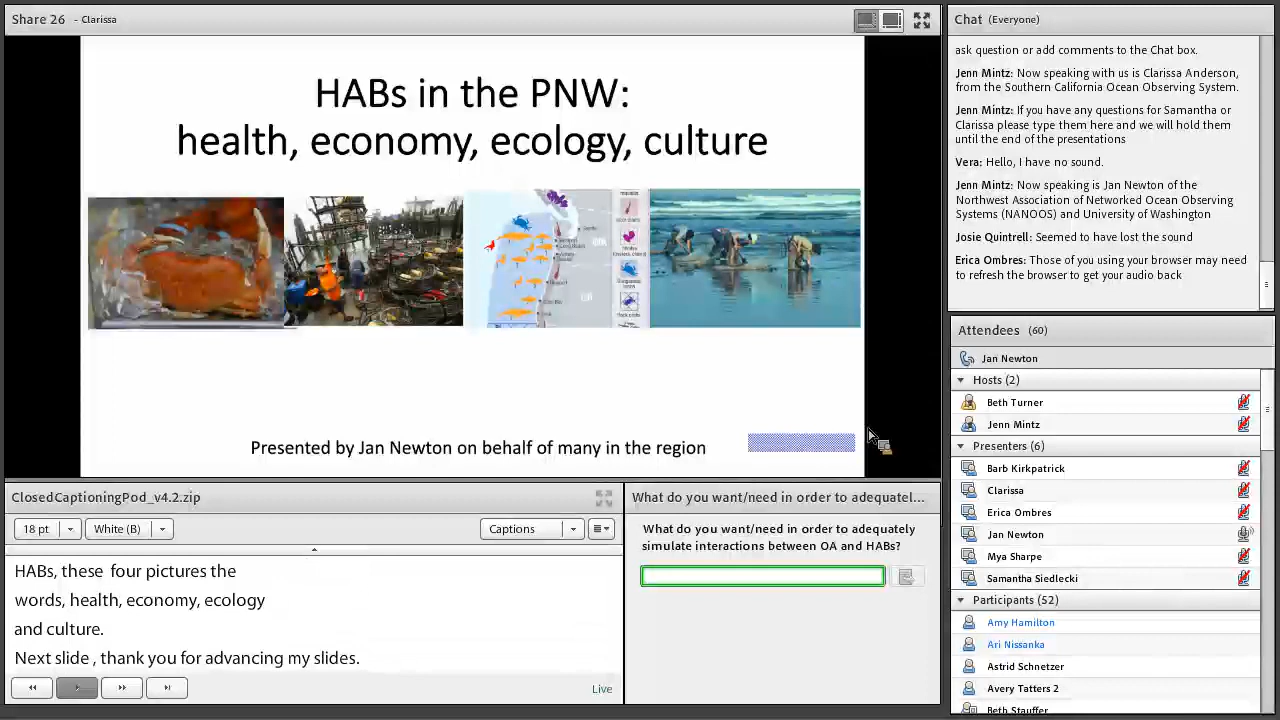 Share 26 - Clarissa
HABs in the PNW:
health, economy, ecology, culture
Presented by Jan Newton on behalf of many in the region
ClosedCaptioningPod_v4.2.zip
18 pt
White (B)
Captions
HABs, these four pictures the
words, health, economy, ecology
and culture.
Next slide , thank you for advancing my slides.
Live
What do you want/need in order to adequatel...
What do you want/need in order to adequately
simulate interactions between OA and HABs?
Chat (Everyone)
ask question or add comments to the Chat box.
Jenn Mintz: Now speaking with us is Clarissa Anderson,
from the Southern California Ocean Observing System.
Jenn Mintz: If you have any questions for Samantha or
Clarissa please type them here and we will hold them
until the end of the presentations
Vera: Hello, I have no sound.
Jenn Mintz: Now speaking is Jan Newton of the
Northwest Association of Networked Ocean Observing
Systems (NANOOS) and University of Washington
Josie Quintrell: Seemed to have lost the sound
Erica Ombres: Those of you using your browser may need
to refresh the browser to get your audio back
Attendees (60)
Jan Newton
Hosts (2)
Beth Turner
Jenn Mintz
Presenters (6)
Barb Kirkpatrick
Clarissa
Erica Ombres
Jan Newton
Mya Sharpe
Samantha Siedlecki
Participants (52)
Amy Hamilton
Ari Nissanka
Astrid Schnetzer
Avery Tatters 2
Beth Stauffer